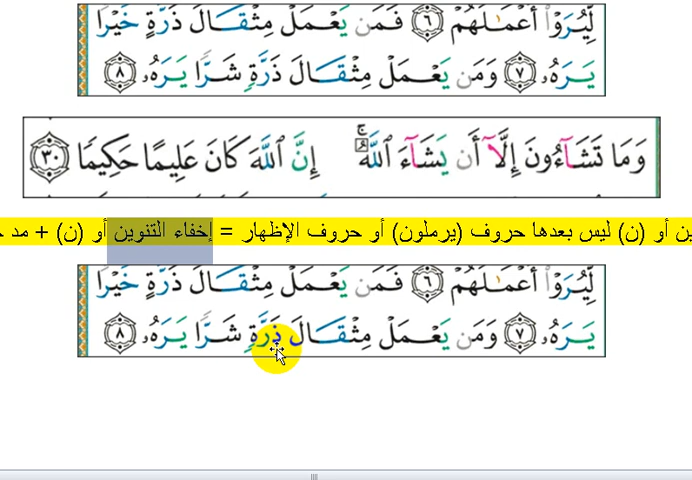 لِّيُرَوْا۟ أَعْمَـٰلَهُمْ ٦ فَمَن يَعْمَلْ مِثْقَالَ ذَرَّةٍ خَيْرًا
يَرَهُۥ ٧ وَمَن يَعْمَلْ مِثْقَالَ ذَرَّةٍ شَرًّا يَرَهُۥ ٨
وَمَا تَشَآءُونَ إِلَّآ أَن يَشَآءَ ٱللَّهُ ۚ إِنَّ ٱللَّهَ كَانَ عَلِيمًا حَكِيمًا ٣٠
أو (ن) ليس بعدها حروف (يرملون) أو حروف الإظهار = إخفاء التنوين أو (ن) + مد
لِّيُرَوْا۟ أَعْمَـٰلَهُمْ ٦ فَمَن يَعْمَلْ مِثْقَالَ ذَرَّةٍ خَيْرًا
يَرَهُۥ ٧ وَمَن يَعْمَلْ مِثْقَالَ ذَرَّةٍ شَرًّا يَرَهُۥ ٨